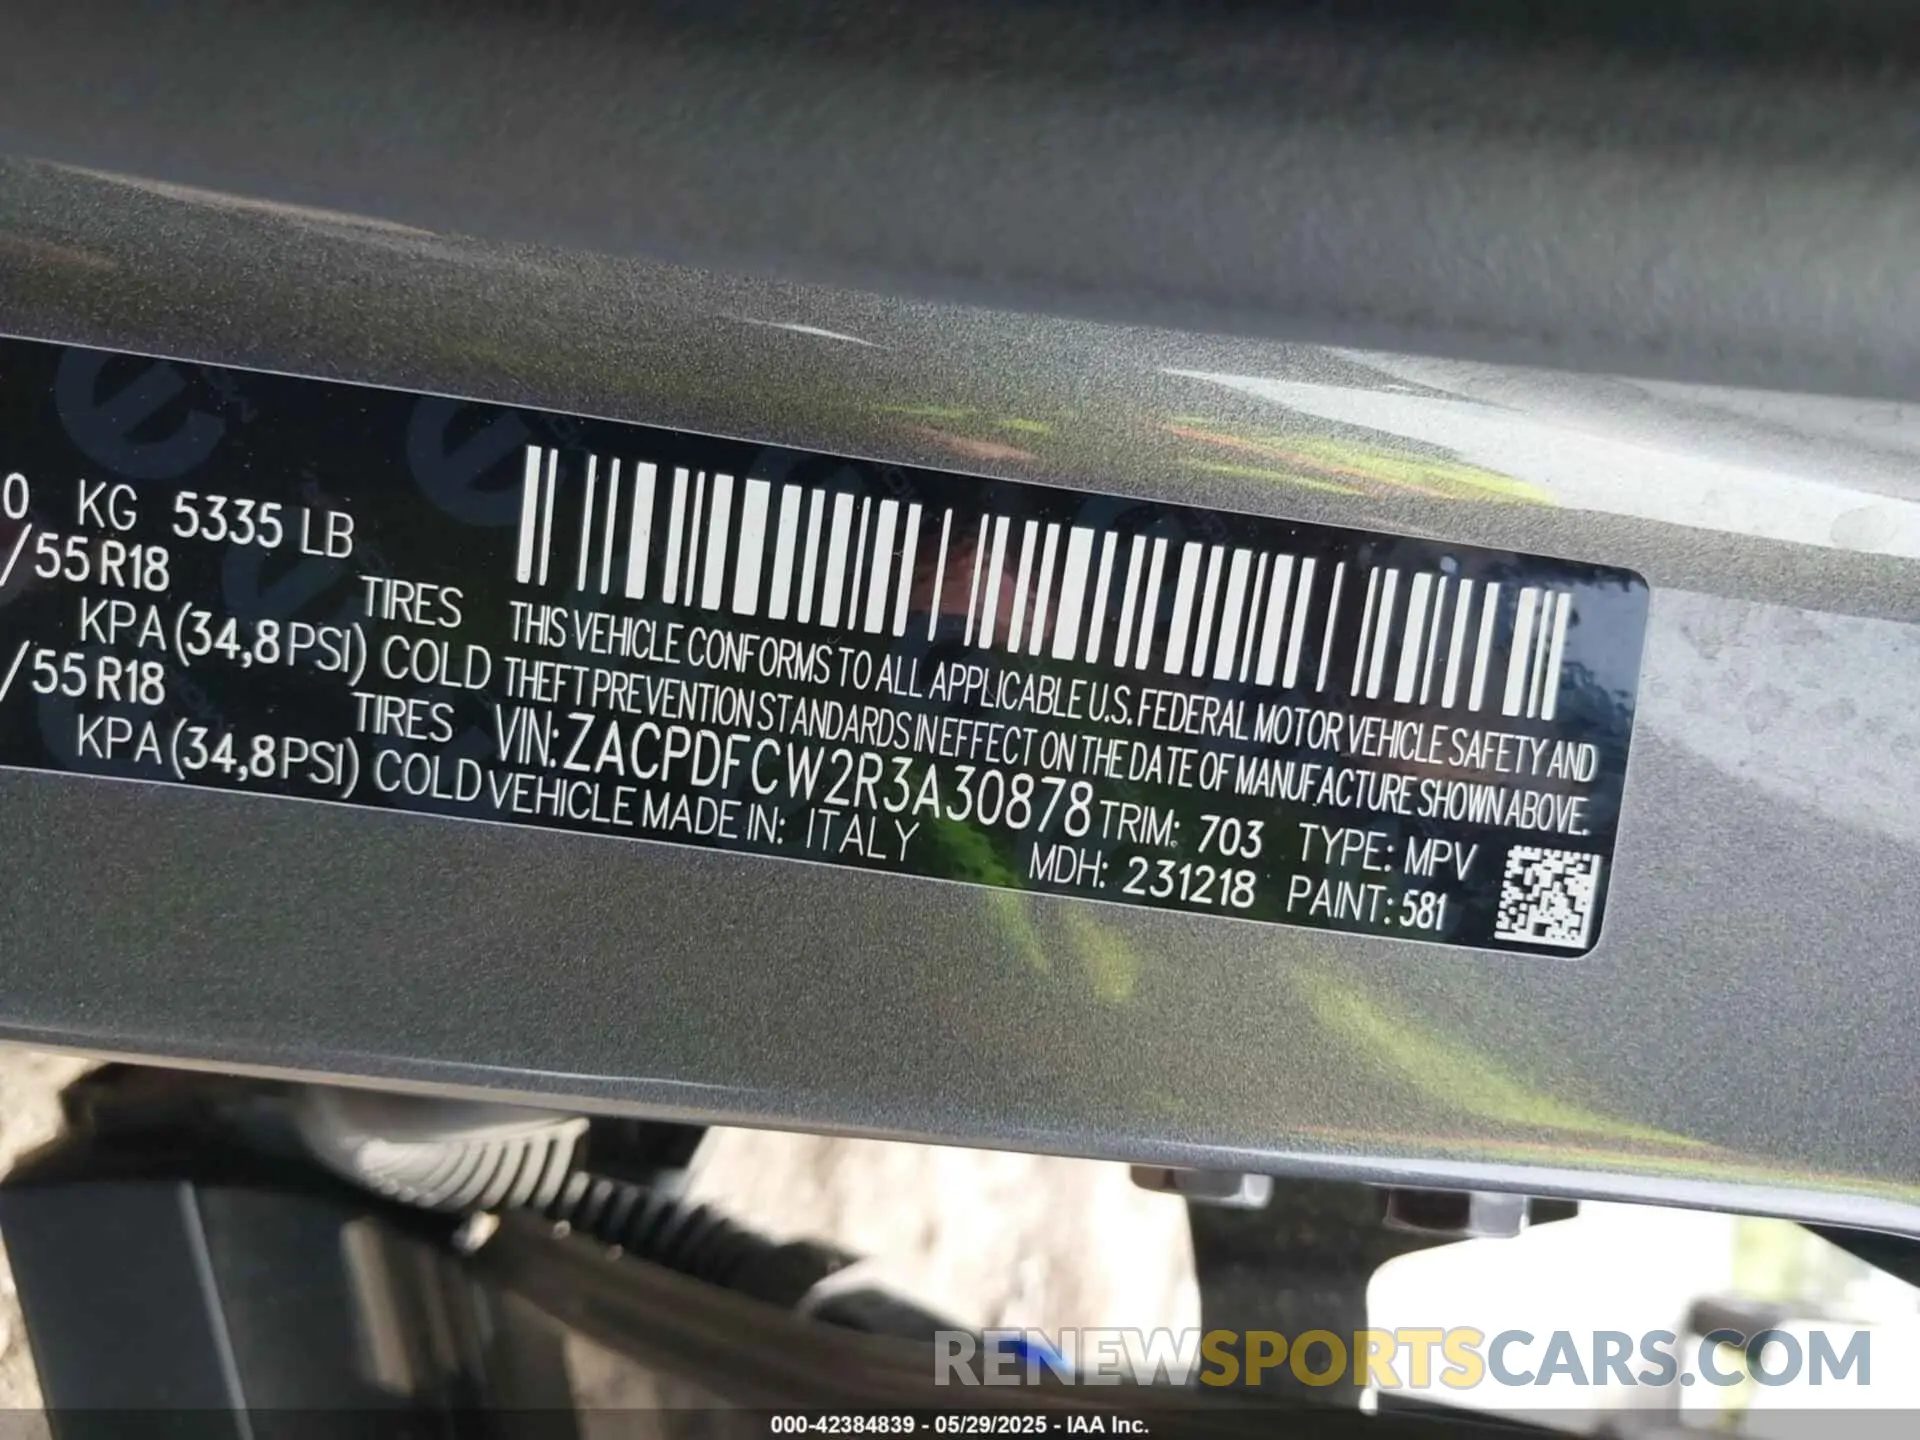 0 KG 5335 LB
/55 R18 TIRES
KPA (34,8 PSI) COLD
/55 R18 TIRES
KPA (34,8 PSI) COLD
THIS VEHICLE CONFORMS TO ALL APPLICABLE U.S. FEDERAL MOTOR VEHICLE SAFETY AND
THEFT PREVENTION STANDARDS IN EFFECT ON THE DATE OF MANUFACTURE SHOWN ABOVE.
VIN: ZACPDFCW2R3A30878 TRIM: 703 TYPE: MPV
VEHICLE MADE IN: ITALY MDH: 231218 PAINT: 581
RENEWSPORTSCARS.COM
000-42384839 - 05/29/2025 - IAA Inc.